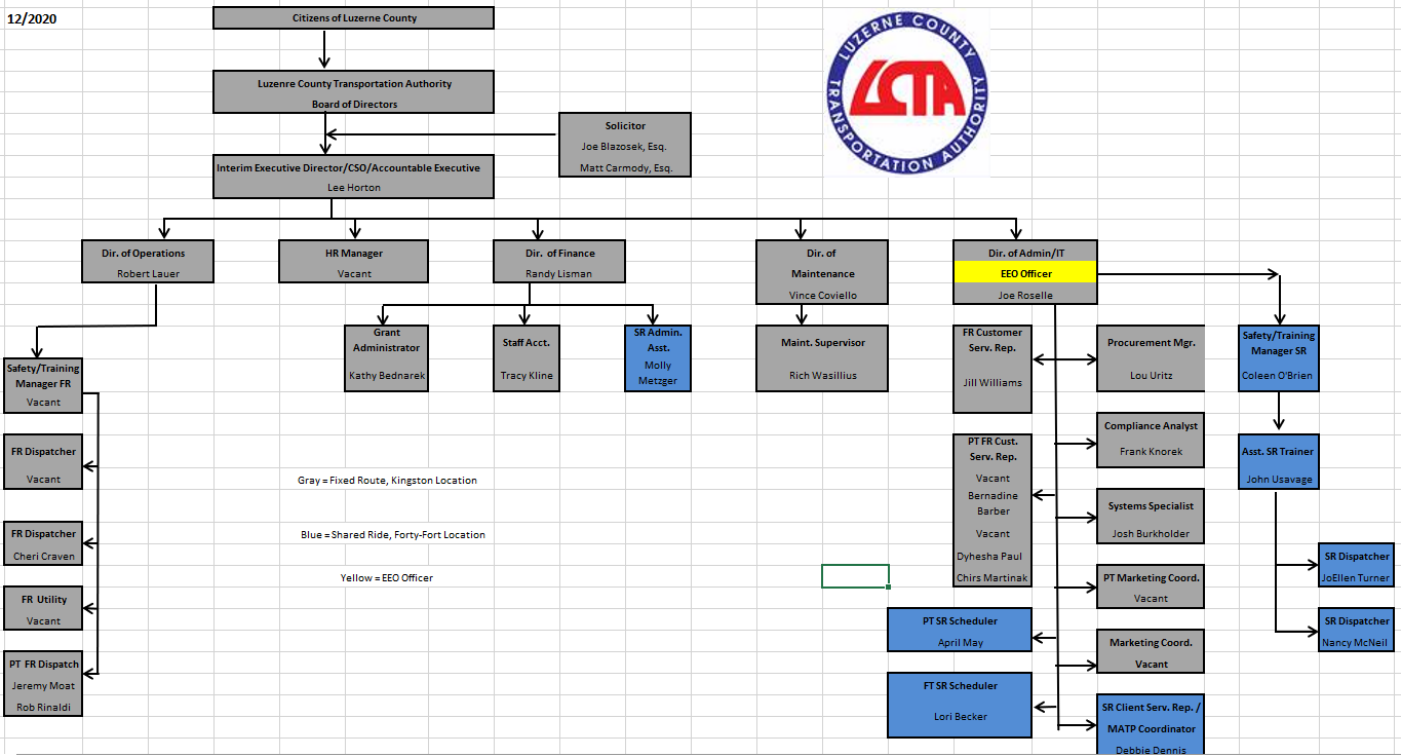 12/2020
Citizens of Luzerne County
LUZERNE COUNTY
TRANSPORTATION AUTHORITY
LCTA
Luzenre County Transportation Authority
Board of Directors
Solicitor
Joe Blazosek, Esq.
Matt Carmody, Esq.
Interim Executive Director/CSO/Accountable Executive
Lee Horton
Dir. of Operations
Robert Lauer
HR Manager
Vacant
Dir. of Finance
Randy Lisman
Dir. of
Maintenance
Vince Coviello
Dir. of Admin/IT
EEO Officer
Joe Roselle
Grant
Administrator
Kathy Bednarek
Staff Acct.
Tracy Kline
SR Admin.
Asst.
Molly
Metzger
Maint. Supervisor
Rich Wasillius
FR Customer
Serv. Rep.
Jill Williams
Procurement Mgr.
Lou Uritz
Safety/Training
Manager SR
Coleen O'Brien
Safety/Training
Manager FR
Vacant
Compliance Analyst
Frank Knorek
FR Dispatcher
Vacant
PT FR Cust.
Serv. Rep.
Vacant
Bernadine
Barber
Vacant
Dyhesha Paul
Chirs Martinak
Asst. SR Trainer
John Usavage
Gray = Fixed Route, Kingston Location
Systems Specialist
Josh Burkholder
FR Dispatcher
Cheri Craven
Blue = Shared Ride, Forty-Fort Location
SR Dispatcher
JoEllen Turner
Yellow = EEO Officer
PT Marketing Coord.
Vacant
FR Utility
Vacant
PT SR Scheduler
April May
SR Dispatcher
Nancy McNeil
Marketing Coord.
Vacant
PT FR Dispatch
Jeremy Moat
Rob Rinaldi
FT SR Scheduler
Lori Becker
SR Client Serv. Rep. /
MATP Coordinator
Debbie Dennis